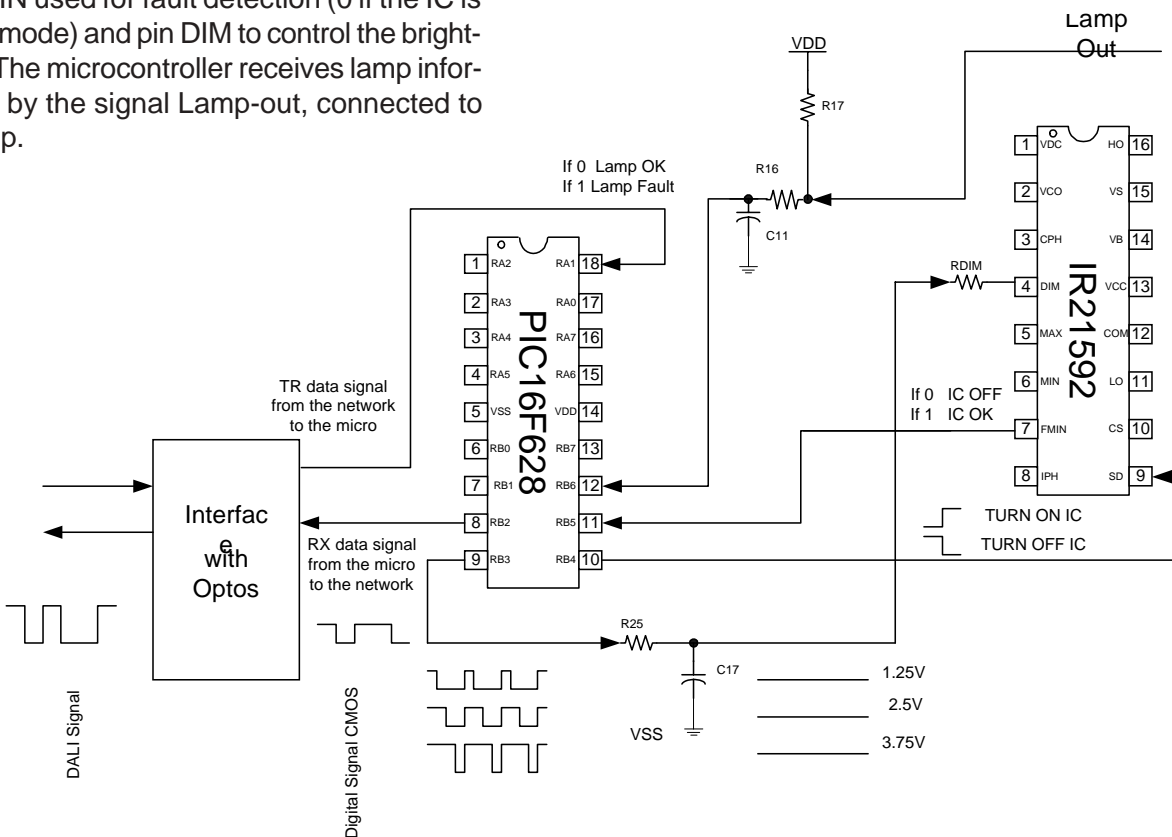 IN used for fault detection (0 if the IC is
mode) and pin DIM to control the bright-
The microcontroller receives lamp infor-
by the signal Lamp-out, connected to
p.
Lamp
Out
VDD
R17
R16
C11
If 0 Lamp OK
If 1 Lamp Fault
1 VDC HO 16
2 VCO VS 15
3 CPH VB 14
4 DIM VCC 13
5 MAX COM 12
6 MIN LO 11
7 FMIN CS 10
8 IPH SD 9
IR21592
RDIM
If 0 IC OFF
If 1 IC OK
TURN ON IC
TURN OFF IC
1 RA2 RA1 18
2 RA3 RA0 17
3 RA4 RA7 16
4 RA5 RA6 15
5 VSS VDD 14
6 RB0 RB7 13
7 RB1 RB6 12
8 RB2 RB5 11
9 RB3 RB4 10
PIC16F628
TR data signal
from the network
to the micro
Interfac
e
with
Optos
RX data signal
from the micro
to the network
R25
C17
VSS
1.25V
2.5V
3.75V
DALI Signal
Digital Signal CMOS